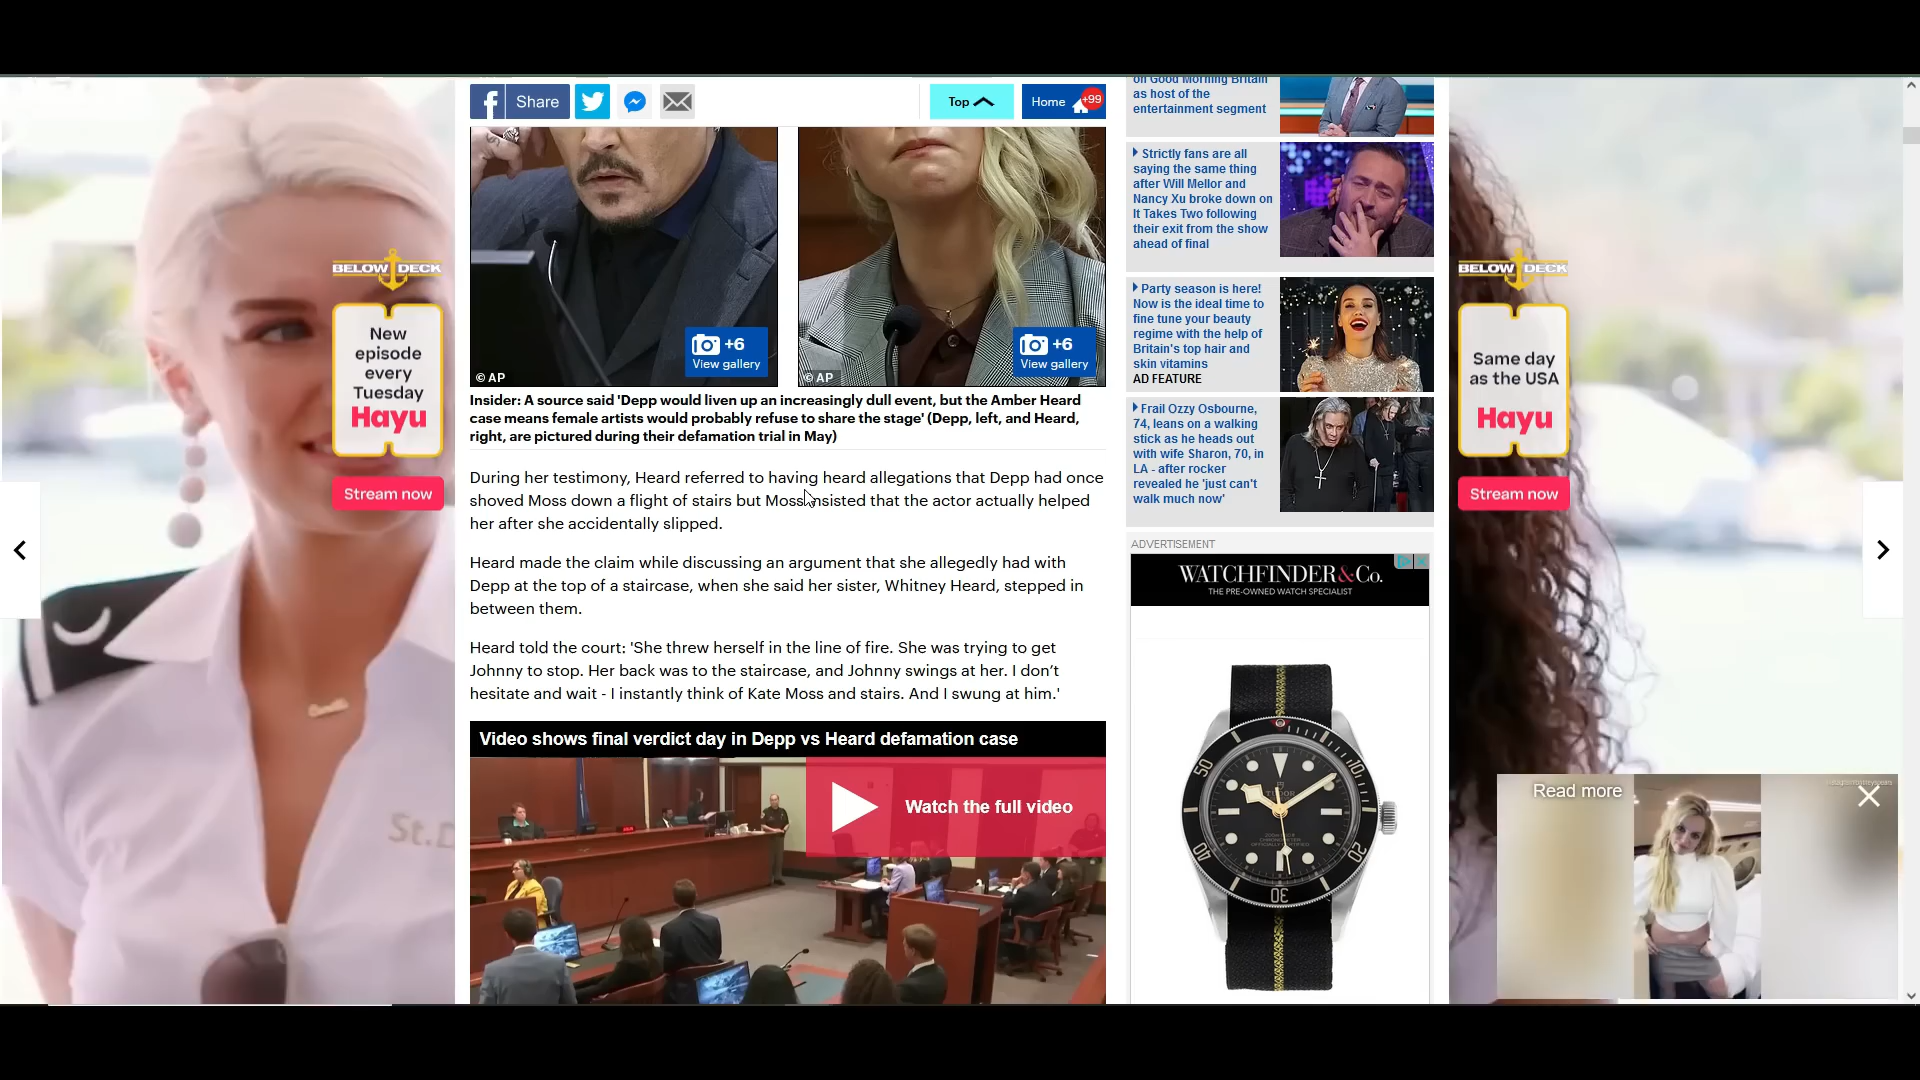 Share
Top
Home
+99
+6
View gallery
© AP
+6
View gallery
© AP
Insider: A source said 'Depp would liven up an increasingly dull event, but the Amber Heard
case means female artists would probably refuse to share the stage' (Depp, left, and Heard,
right, are pictured during their defamation trial in May)
During her testimony, Heard referred to having heard allegations that Depp had once
shoved Moss down a flight of stairs but Moss insisted that the actor actually helped
her after she accidentally slipped.
Heard made the claim while discussing an argument that she allegedly had with
Depp at the top of a staircase, when she said her sister, Whitney Heard, stepped in
between them.
Heard told the court: 'She threw herself in the line of fire. She was trying to get
Johnny to stop. Her back was to the staircase, and Johnny swings at her. I don’t
hesitate and wait - I instantly think of Kate Moss and stairs. And I swung at him.'
Video shows final verdict day in Depp vs Heard defamation case
Watch the full video
on Good Morning Britain
as host of the
entertainment segment
Strictly fans are all
saying the same thing
after Will Mellor and
Nancy Xu broke down on
It Takes Two following
their exit from the show
ahead of final
Party season is here!
Now is the ideal time to
fine tune your beauty
regime with the help of
Britain's top hair and
skin vitamins
AD FEATURE
Frail Ozzy Osbourne,
74, leans on a walking
stick as he heads out
with wife Sharon, 70, in
LA - after rocker
revealed he 'just can't
walk much now'
ADVERTISEMENT
WATCHFINDER&Co.
THE PRE-OWNED WATCH SPECIALIST
50
10
TUDOR
40
20
30
BELOW DECK
New
episode
every
Tuesday
Hayu
Stream now
St.D
BELOW DECK
Same day
as the USA
Hayu
Stream now
Read more